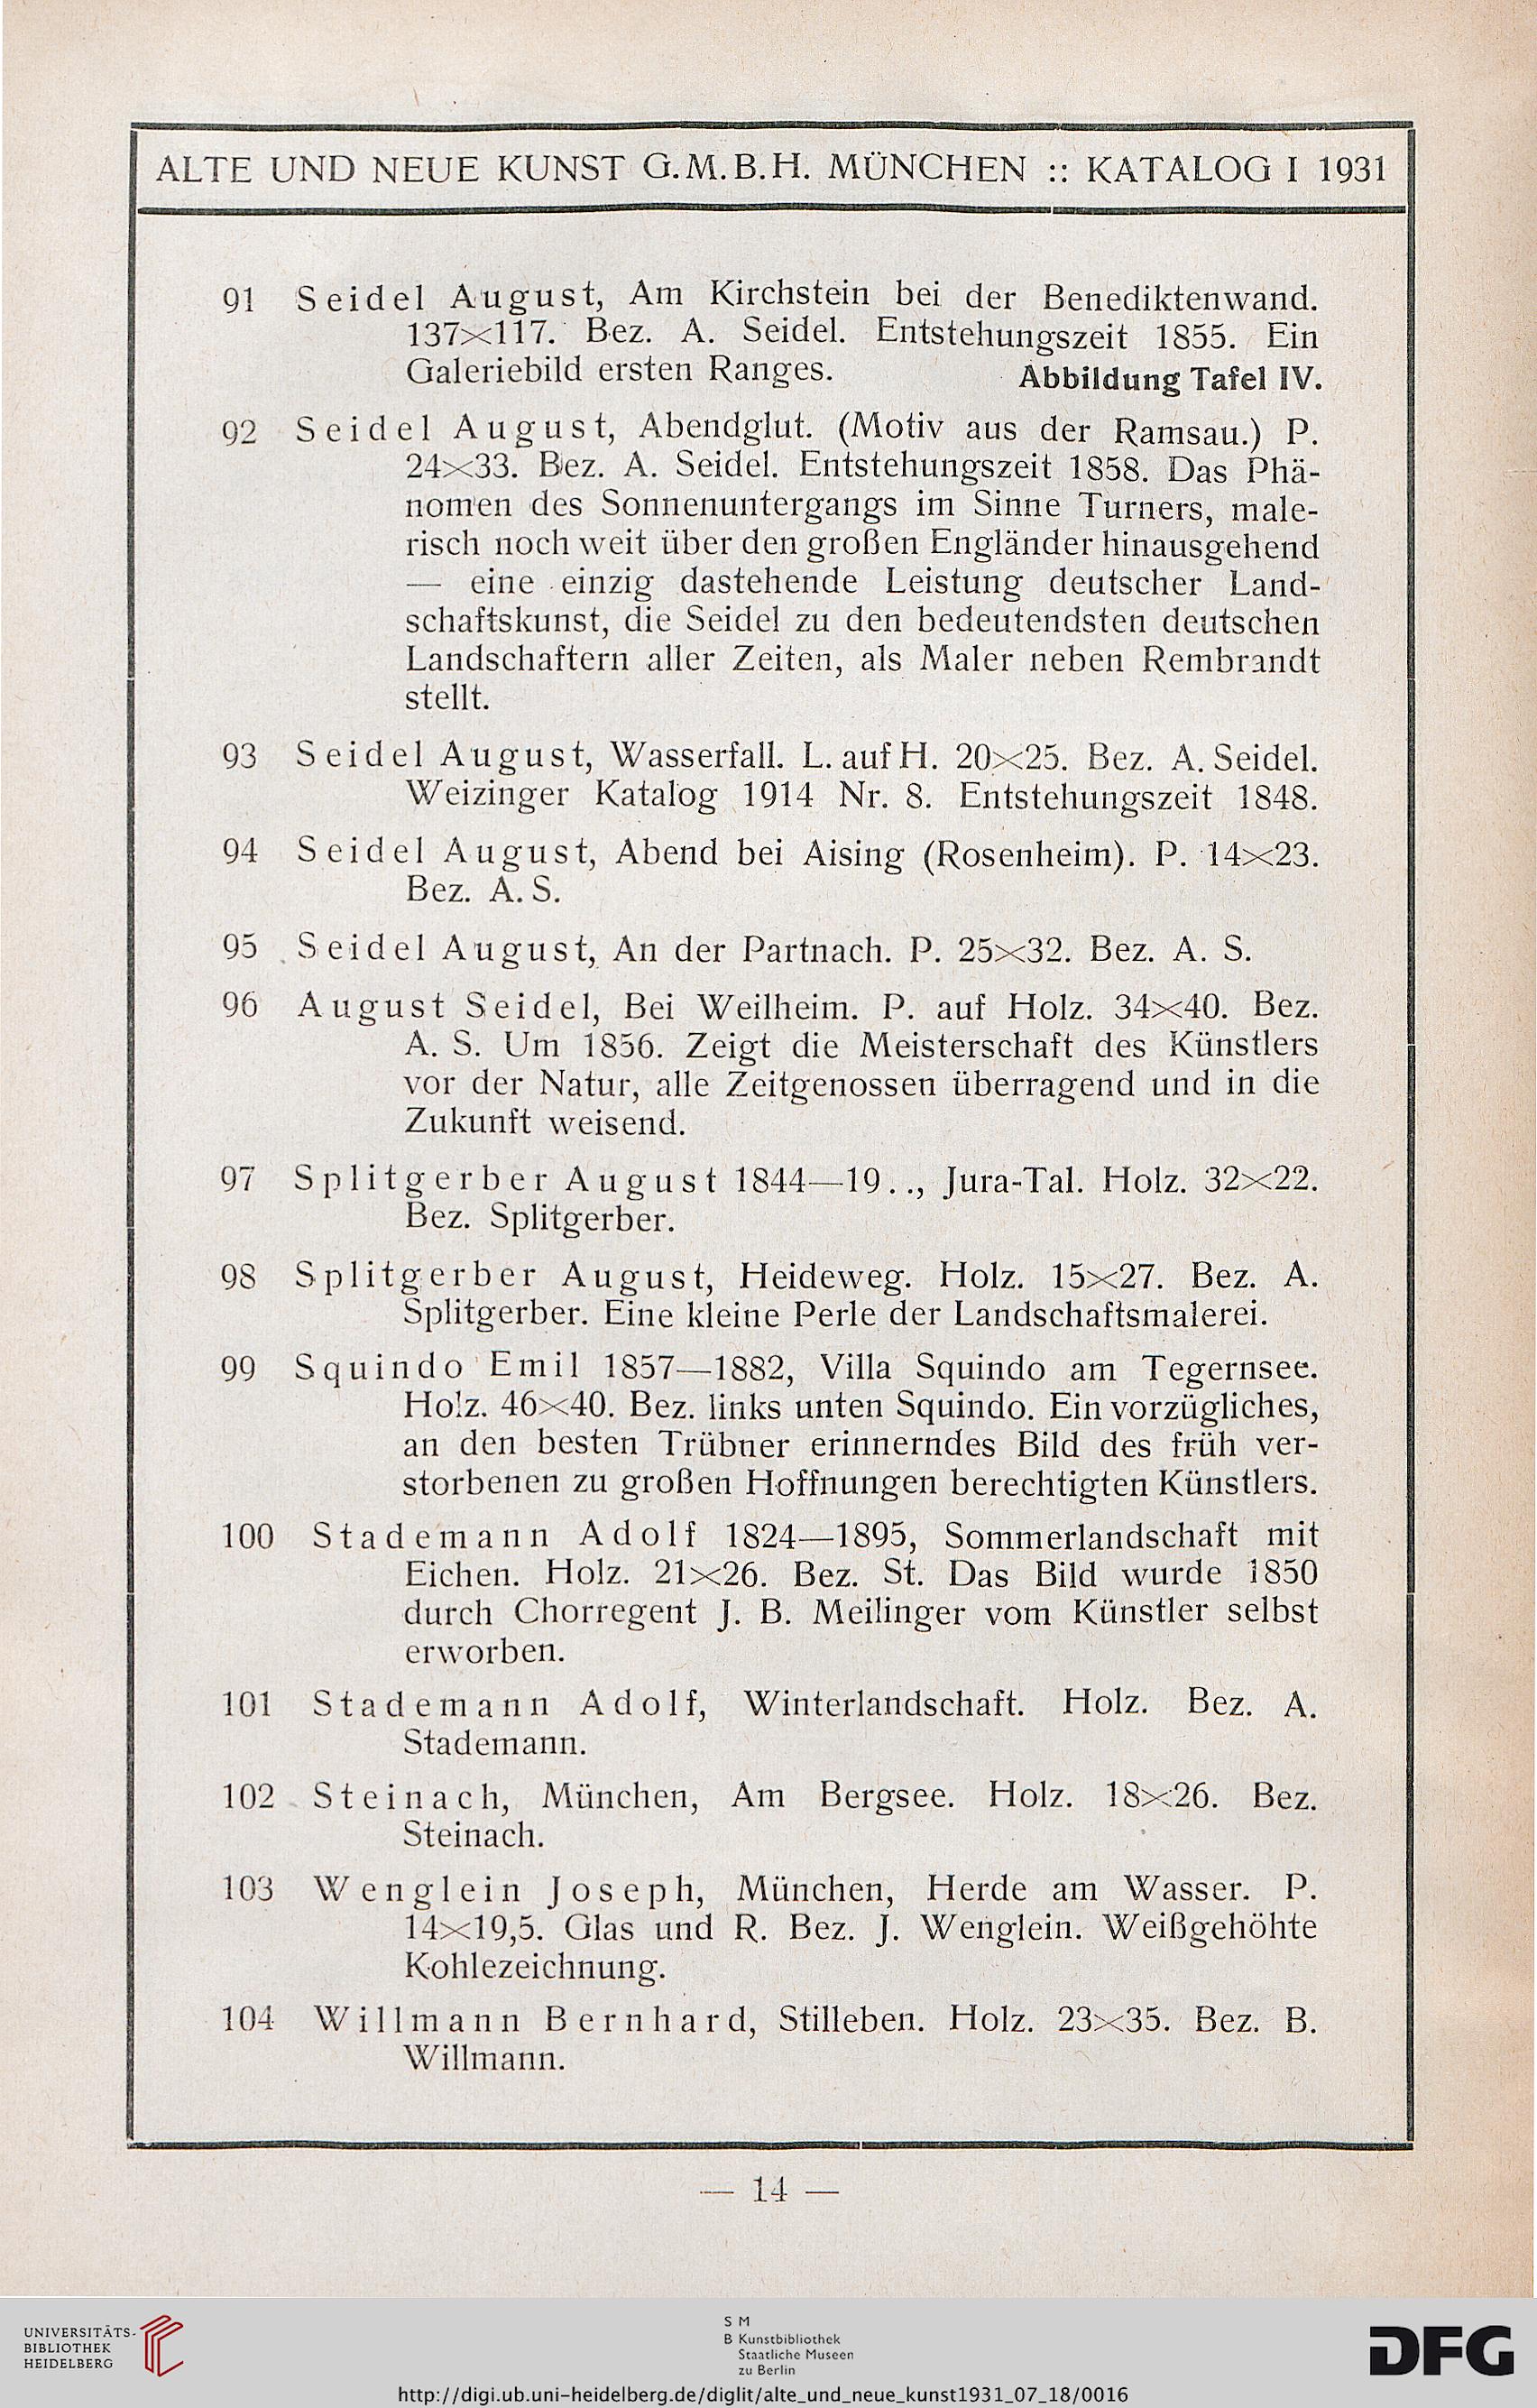 ALTE UND NEUE KUNST G.M.B.H. MÜNCHEN :: KATALOG I 1931
91 Seidel August, Am Kirchstein bei der Benediktenwand.
137×117. Bez. A. Seidel. Entstehungszeit 1855. Ein
Galeriebild ersten Ranges. Abbildung Tafel IV.
92 Seidel August, Abendglut. (Motiv aus der Ramsau.) P.
24×33. Bez. A. Seidel. Entstehungszeit 1858. Das Phä-
nomen des Sonnenuntergangs im Sinne Turners, male-
risch noch weit über den großen Engländer hinausgehend
— eine einzig dastehende Leistung deutscher Land-
schaftskunst, die Seidel zu den bedeutendsten deutschen
Landschaftern aller Zeiten, als Maler neben Rembrandt
stellt.
93 Seidel August, Wasserfall. L. auf H. 20×25. Bez. A. Seidel.
Weizinger Katalog 1914 Nr. 8. Entstehungszeit 1848.
94 Seidel August, Abend bei Aising (Rosenheim). P. 14×23.
Bez. A. S.
95 Seidel August, An der Partnach. P. 25×32. Bez. A. S.
96 August Seidel, Bei Weilheim. P. auf Holz. 34×40. Bez.
A. S. Um 1856. Zeigt die Meisterschaft des Künstlers
vor der Natur, alle Zeitgenossen überragend und in die
Zukunft weisend.
97 Splitgerber August 1844—19.., Jura-Tal. Holz. 32×22.
Bez. Splitgerber.
98 Splitgerber August, Heideweg. Holz. 15×27. Bez. A.
Splitgerber. Eine kleine Perle der Landschaftsmalerei.
99 Squindo Emil 1857—1882, Villa Squindo am Tegernsee.
Holz. 46×40. Bez. links unten Squindo. Ein vorzügliches,
an den besten Trübner erinnerndes Bild des früh ver-
storbenen zu großen Hoffnungen berechtigten Künstlers.
100 Stademann Adolf 1824—1895, Sommerlandschaft mit
Eichen. Holz. 21×26. Bez. St. Das Bild wurde 1850
durch Chorregent J. B. Meilinger vom Künstler selbst
erworben.
101 Stademann Adolf, Winterlandschaft. Holz. Bez. A.
Stademann.
102 Steinach, München, Am Bergsee. Holz. 18×26. Bez.
Steinach.
103 Wenglein Joseph, München, Herde am Wasser. P.
14×19,5. Glas und R. Bez. J. Wenglein. Weißgehöhte
Kohlezeichnung.
104 Willmann Bernhard, Stilleben. Holz. 23×35. Bez. B.
Willmann.
— 14 —
UNIVERSITÄTS-
BIBLIOTHEK
HEIDELBERG
S M
B Kunstbibliothek
Staatliche Museen
zu Berlin
DFG
http://digi.ub.uni-heidelberg.de/diglit/alte_und_neue_kunst1931_07_18/0016